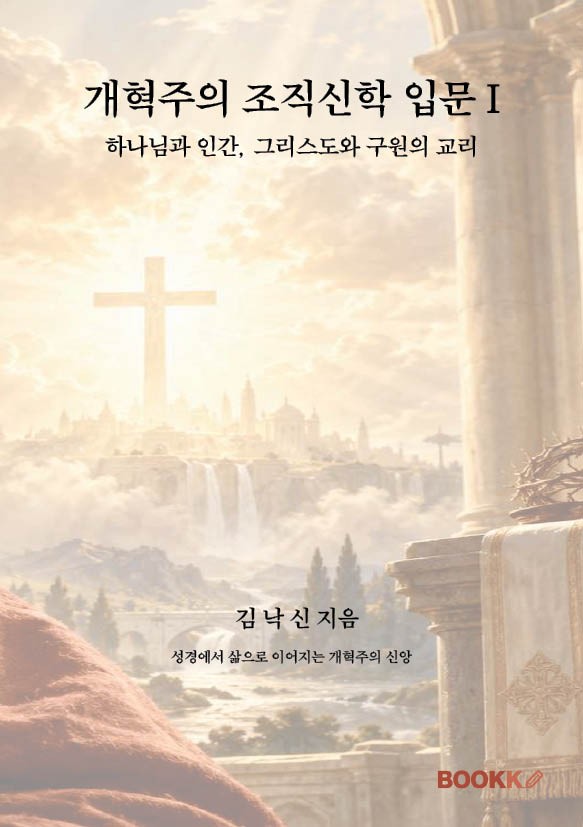 개혁주의 조직신학 입문 I
하나님과 인간, 그리스도와 구원의 교리
김 낙 신 지음
성경에서 삶으로 이어지는 개혁주의 신앙
BOOKK